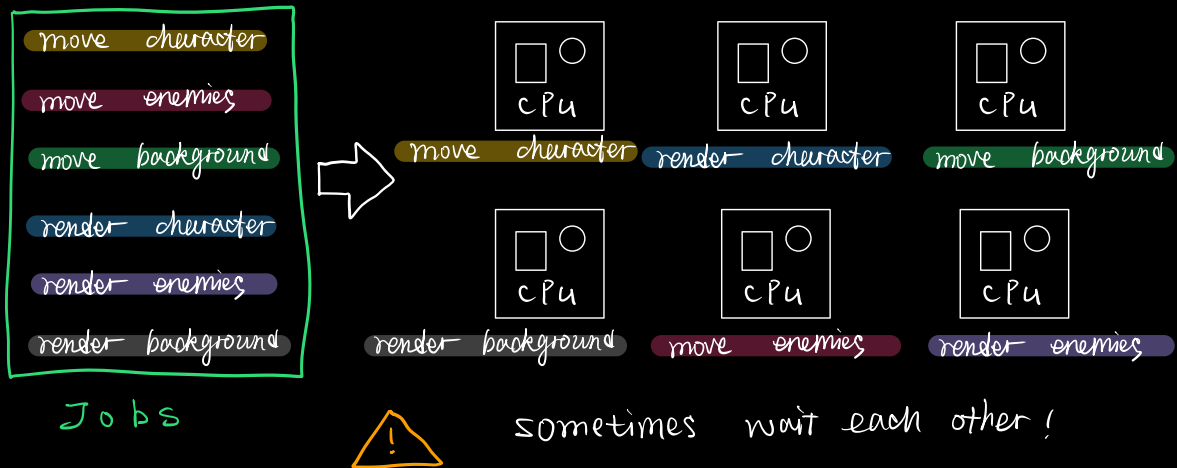 move character
move enemies
move background
render character
render enemies
render background
Jobs
CPU
CPU
CPU
move character
render character
move background
CPU
CPU
CPU
render background
move enemies
render enemies
!
sometimes wait each other!